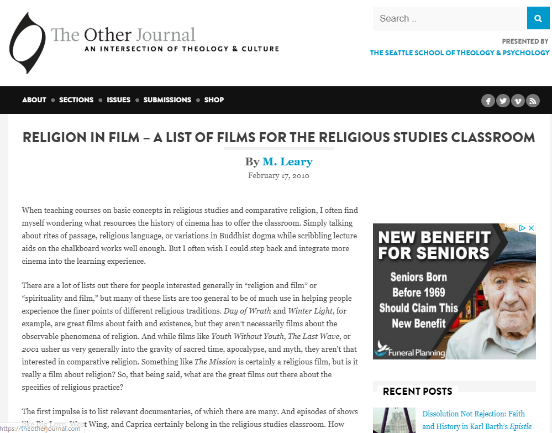 The Other Journal
AN INTERSECTION OF THEOLOGY & CULTURE
Search ...
PRESENTED BY
THE SEATTLE SCHOOL OF THEOLOGY & PSYCHOLOGY
ABOUT SECTIONS ISSUES SUBMISSIONS SHOP
RELIGION IN FILM – A LIST OF FILMS FOR THE RELIGIOUS STUDIES CLASSROOM
By M. Leary
February 17, 2010
When teaching courses on basic concepts in religious studies and comparative religion, I often find
myself wondering what resources the history of cinema has to offer the classroom. Simply talking
about rites of passage, religious language, or variations in Buddhist dogma while scribbling lecture
aids on the chalkboard works well enough. But I often wish I could step back and integrate more
cinema into the learning experience.
There are a lot of lists out there for people interested generally in “religion and film” or
“spirituality and film,” but many of these lists are too general to be of much use in helping people
experience the finer points of different religious traditions. Day of Wrath and Winter Light, for
example, are great films about faith and existence, but they aren’t necessarily films about the
observable phenomena of religion. And while films like Youth Without Youth, The Last Wave, or
2001 usher us very generally into the gravity of sacred time, apocalypse, and myth, they aren’t that
interested in comparative religion. Something like The Mission is certainly a religious film, but is it
really a film about religion? So, that being said, what are the great films out there about the
specifics of religious practice?
The first impulse is to list relevant documentaries, of which there are many. And episodes of shows
West Wing, and Caprica certainly belong in the religious studies classroom. How
https://theotherjournal.com
NEW BENEFIT
FOR SENIORS
Seniors Born
Before 1969
Should Claim This
New Benefit
Funeral Planning
RECENT POSTS
Dissolution Not Rejection: Faith
and History in Karl Barth’s Epistle